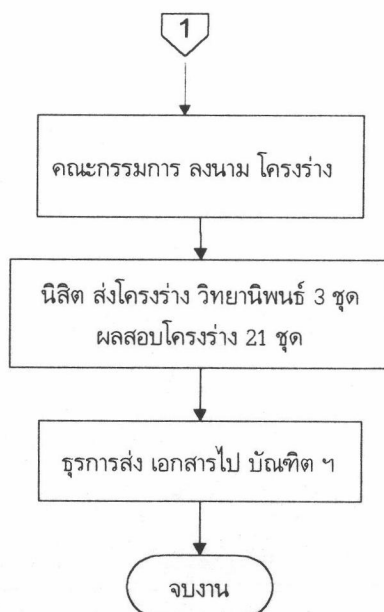 1
คณะกรรมการ ลงนาม โครงร่าง
นิสิต ส่งโครงร่าง วิทยานิพนธ์ 3 ชุด
ผลสอบโครงร่าง 21 ชุด
ธุรการส่ง เอกสารไป บัณฑิต ฯ
จบงาน